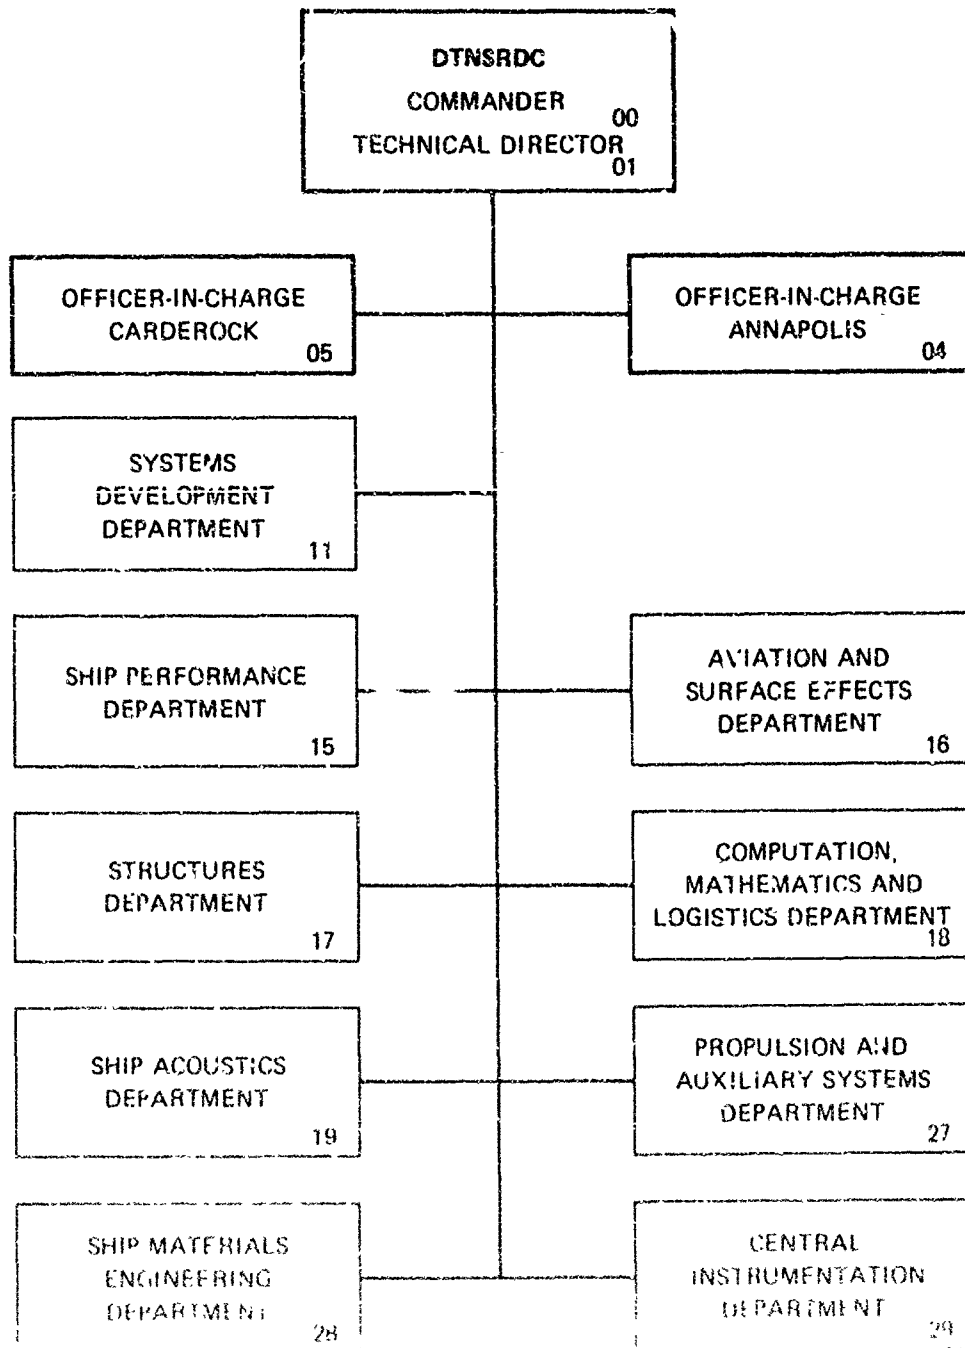 DTNSRDC
COMMANDER
00
TECHNICAL DIRECTOR
01
OFFICER-IN-CHARGE
CARDEROCK
05
OFFICER-IN-CHARGE
ANNAPOLIS
04
SYSTEMS
DEVELOPMENT
DEPARTMENT
11
SHIP PERFORMANCE
DEPARTMENT
15
AVIATION AND
SURFACE EFFECTS
DEPARTMENT
16
STRUCTURES
DEPARTMENT
17
COMPUTATION,
MATHEMATICS AND
LOGISTICS DEPARTMENT
18
SHIP ACOUSTICS
DEPARTMENT
19
PROPULSION AND
AUXILIARY SYSTEMS
DEPARTMENT
27
SHIP MATERIALS
ENGINEERING
DEPARTMENT
28
CENTRAL
INSTRUMENTATION
DEPARTMENT
29